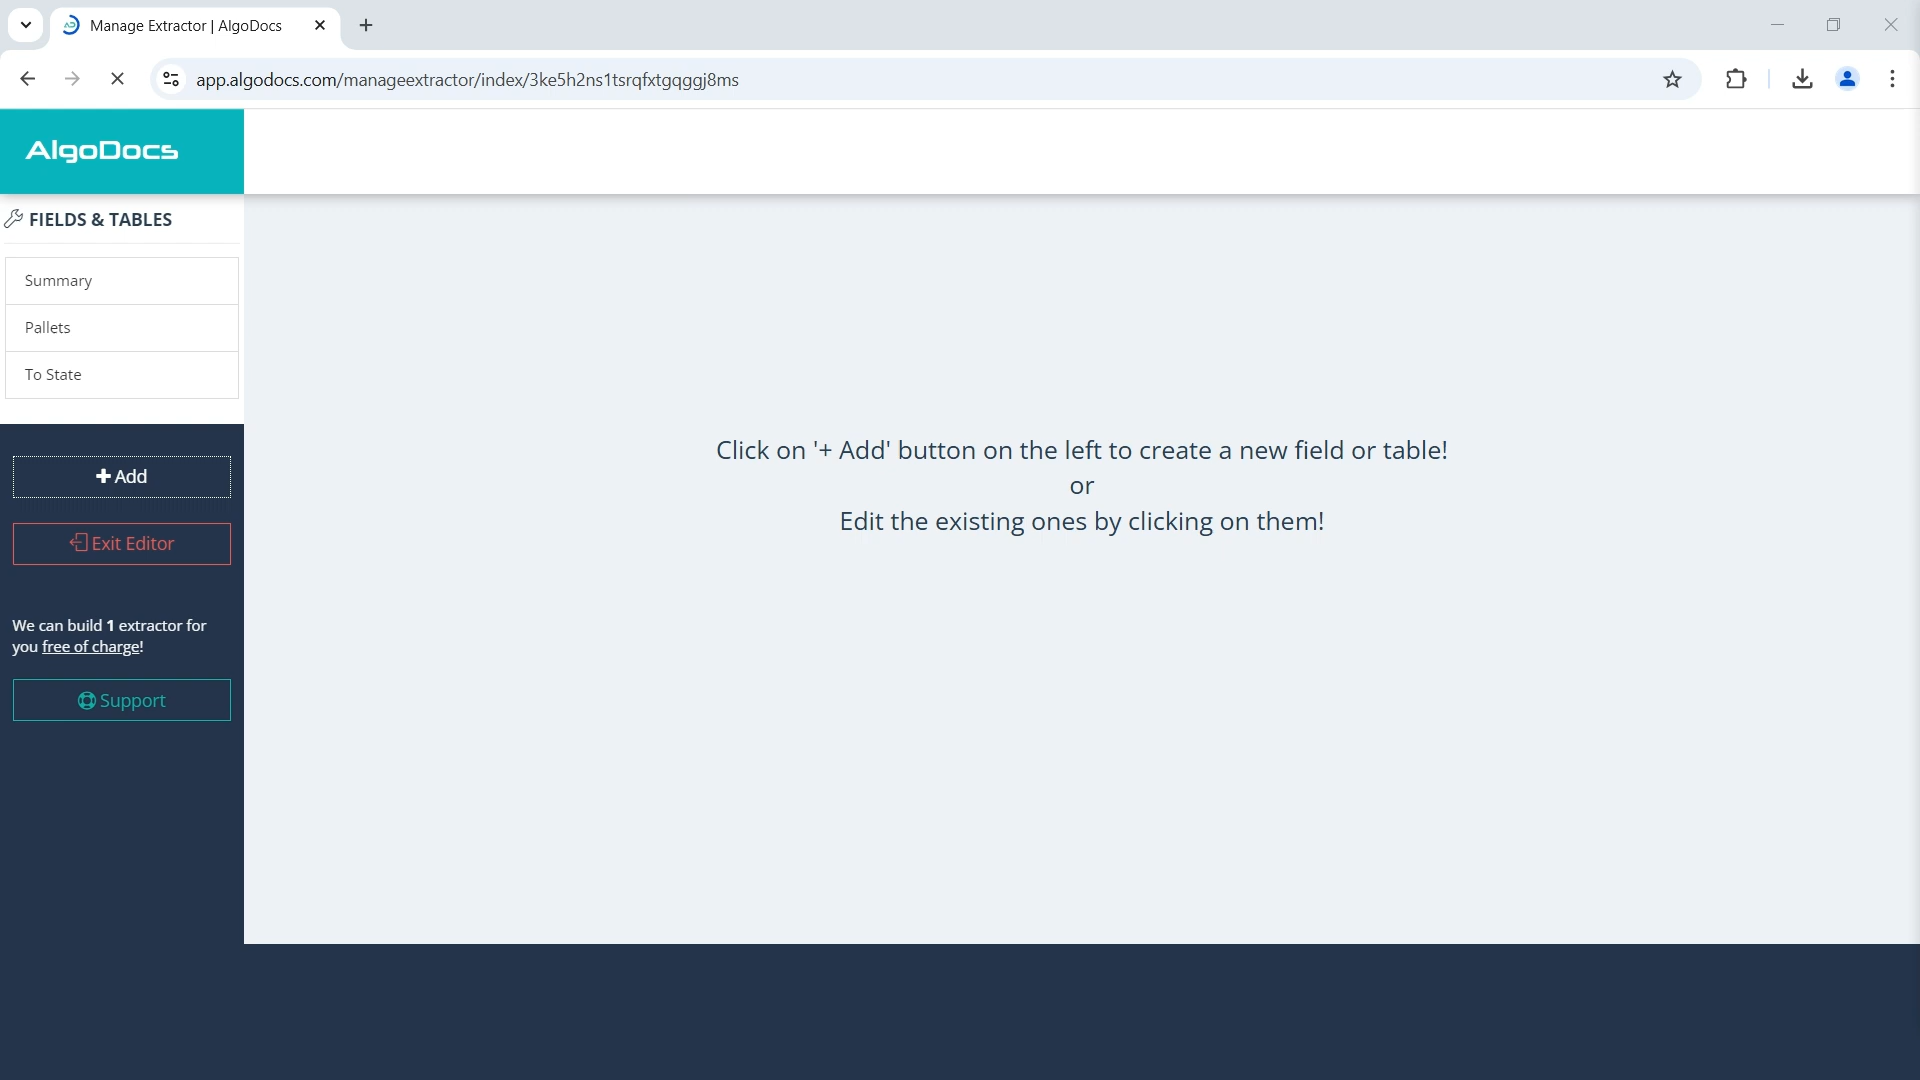 Manage Extractor | AlgoDocs
app.algodocs.com/manageextractor/index/3ke5h2ns1tsrqfxtgqggj8ms
AlgoDocs
FIELDS & TABLES
Summary
Pallets
To State
Add
Exit Editor
We can build 1 extractor for
you free of charge!
Support
Click on '+ Add' button on the left to create a new field or table!
or
Edit the existing ones by clicking on them!